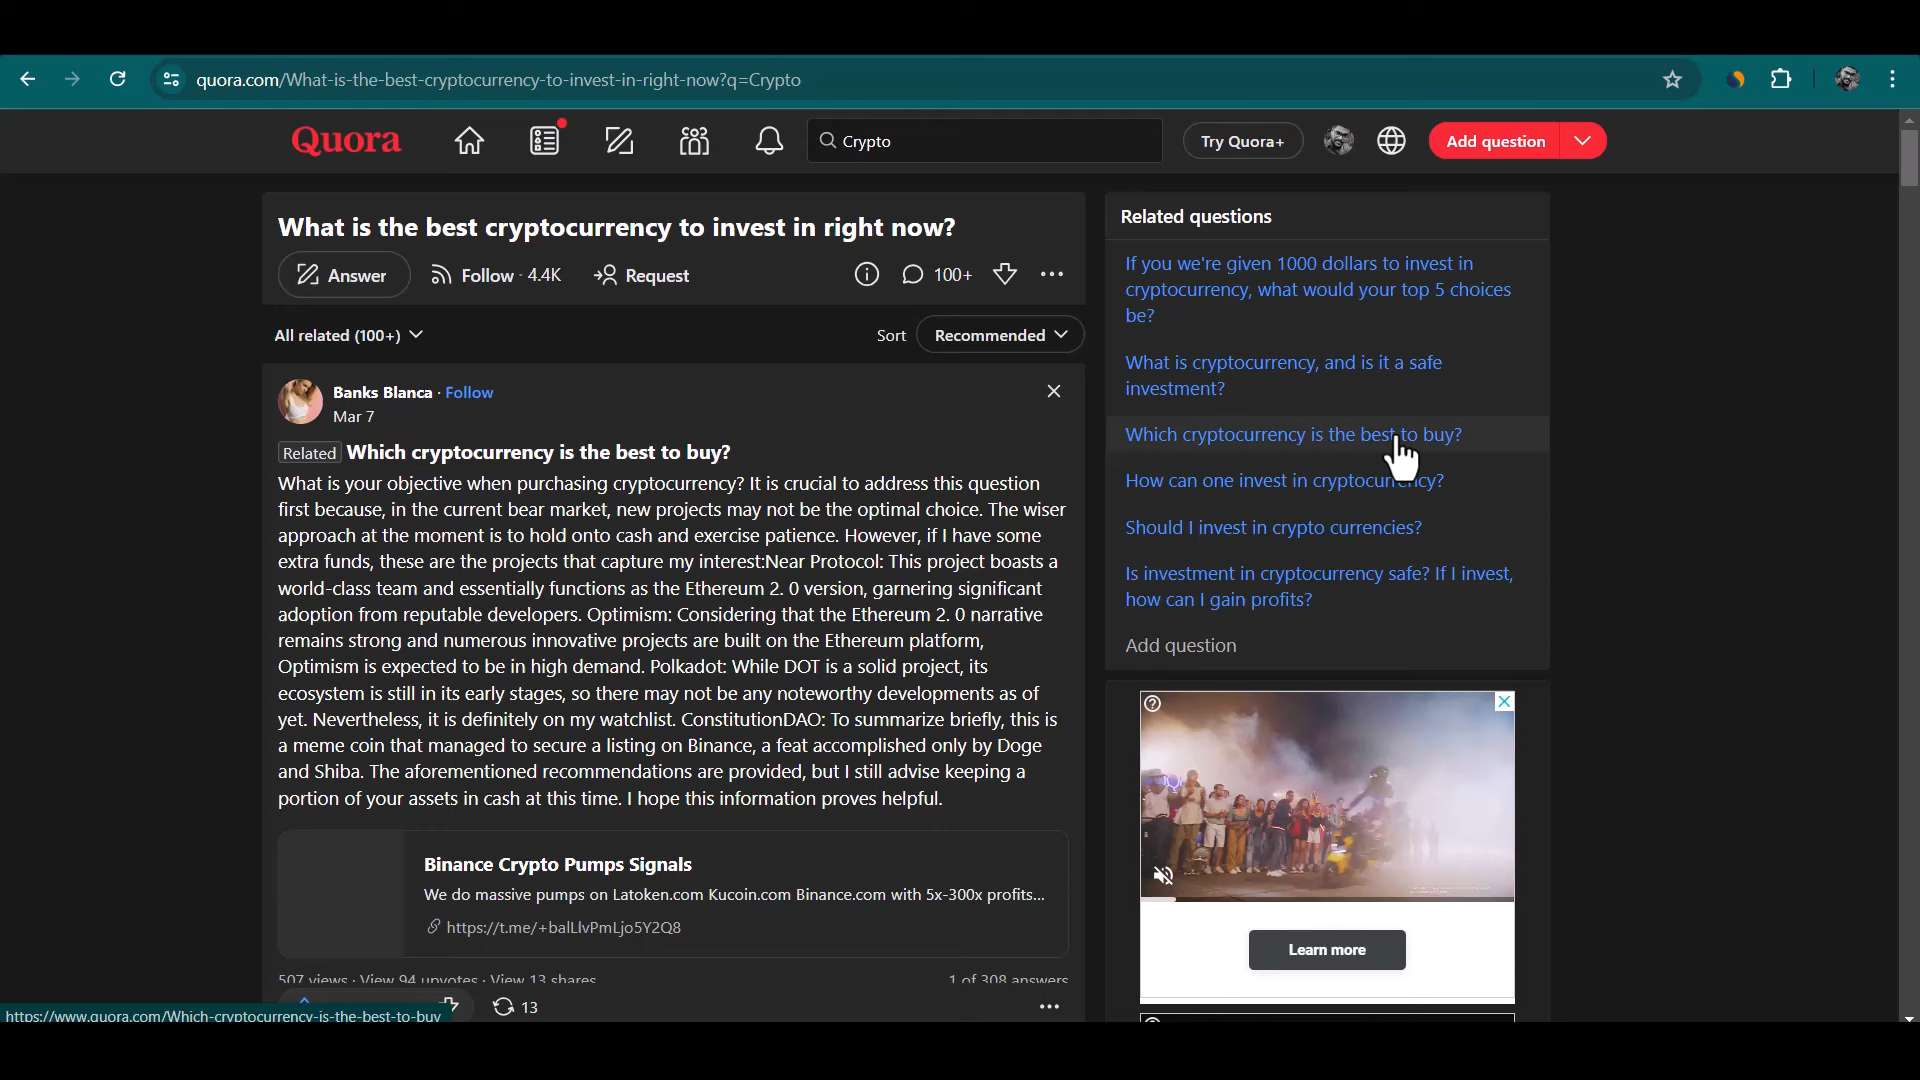 quora.com/What-is-the-best-cryptocurrency-to-invest-in-right-now?q=Crypto
Quora
Crypto
Try Quora+
Add question
What is the best cryptocurrency to invest in right now?
Answer
Follow · 4.4K
Request
100+
All related (100+)
Sort
Recommended
Banks Blanca · Follow
Mar 7
Related Which cryptocurrency is the best to buy?
What is your objective when purchasing cryptocurrency? It is crucial to address this question
first because, in the current bear market, new projects may not be the optimal choice. The wiser
approach at the moment is to hold onto cash and exercise patience. However, if I have some
extra funds, these are the projects that capture my interest:Near Protocol: This project boasts a
world-class team and essentially functions as the Ethereum 2. 0 version, garnering significant
adoption from reputable developers. Optimism: Considering that the Ethereum 2. 0 narrative
remains strong and numerous innovative projects are built on the Ethereum platform,
Optimism is expected to be in high demand. Polkadot: While DOT is a solid project, its
ecosystem is still in its early stages, so there may not be any noteworthy developments as of
yet. Nevertheless, it is definitely on my watchlist. ConstitutionDAO: To summarize briefly, this is
a meme coin that managed to secure a listing on Binance, a feat accomplished only by Doge
and Shiba. The aforementioned recommendations are provided, but I still advise keeping a
portion of your assets in cash at this time. I hope this information proves helpful.
Binance Crypto Pumps Signals
We do massive pumps on Latoken.com Kucoin.com Binance.com with 5x-300x profits...
https://t.me/+balLlvPmLjo5Y2Q8
507 views · View 94 upvotes · View 13 shares
1 of 308 answers
13
Related questions
If you we're given 1000 dollars to invest in
cryptocurrency, what would your top 5 choices
be?
What is cryptocurrency, and is it a safe
investment?
Which cryptocurrency is the best to buy?
How can one invest in cryptocurrency?
Should I invest in crypto currencies?
Is investment in cryptocurrency safe? If I invest,
how can I gain profits?
Add question
Learn more
https://www.quora.com/Which-cryptocurrency-is-the-best-to-buy